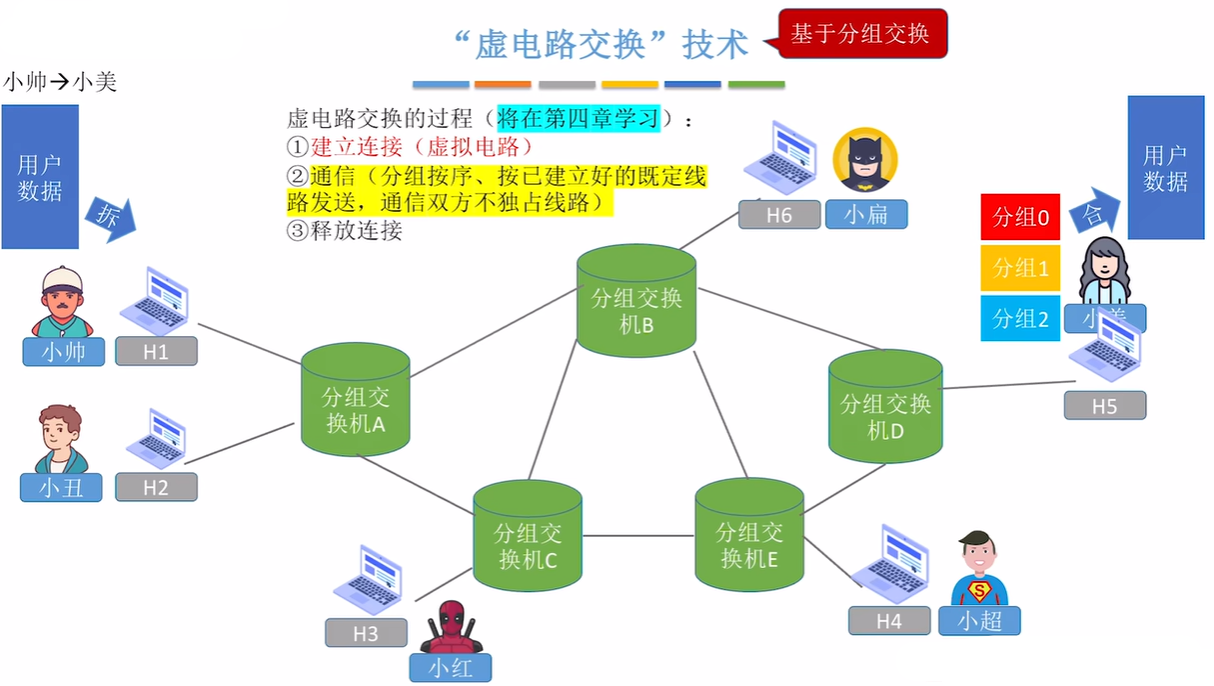 “虚电路交换”技术
基于分组交换
小帅→小美
用户
数据
拆
虚电路交换的过程（将在第四章学习）：
①建立连接（虚拟电路）
②通信（分组按序、按已建立好的既定线
路发送，通信双方不独占线路）
③释放连接
H6
小扁
用户
数据
合
分组0
分组1
分组2
小美
H5
小帅
H1
小丑
H2
分组交换
机B
分组交
换机A
分组交换
机D
分组交
换机C
分组交
换机E
H3
小红
H4
S
小超